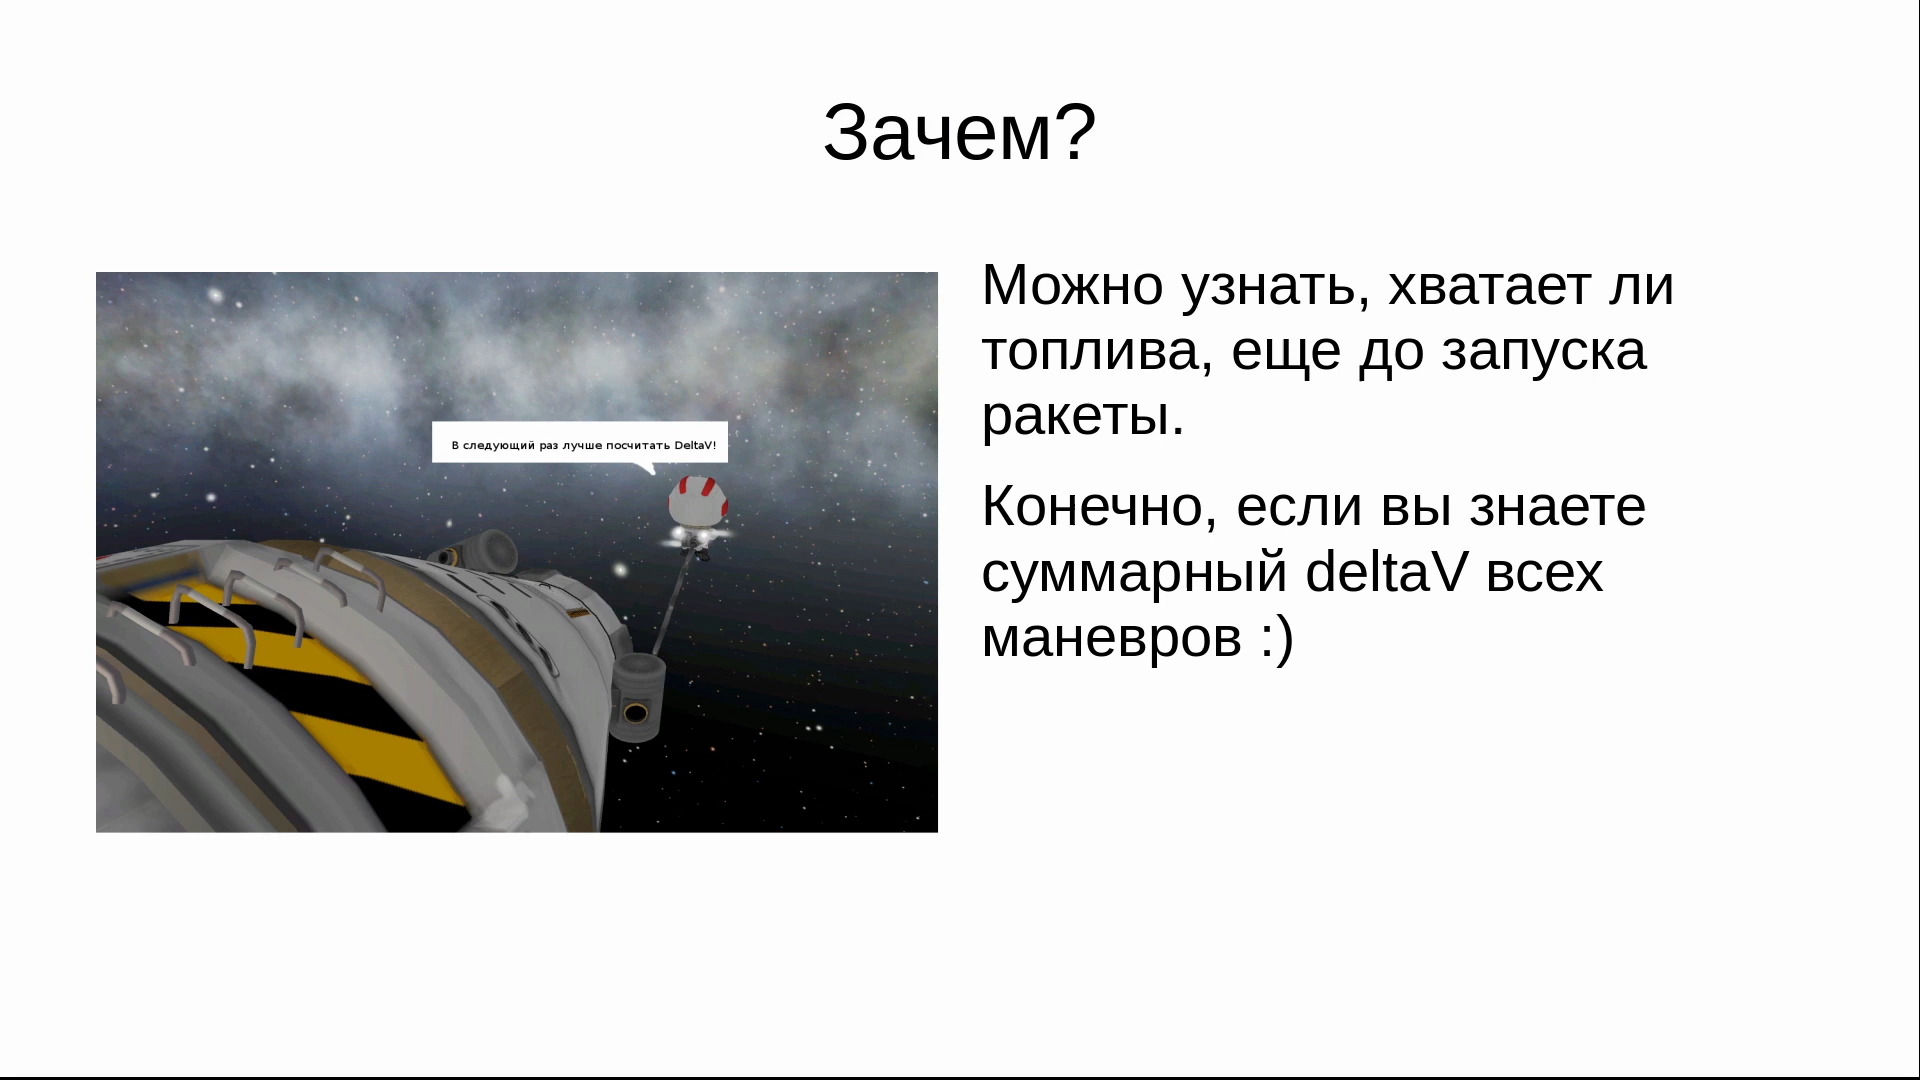 Зачем?
В следующий раз лучше посчитать DeltaV!
Можно узнать, хватает ли
топлива, еще до запуска
ракеты.
Конечно, если вы знаете
суммарный deltaV всех
маневров :)